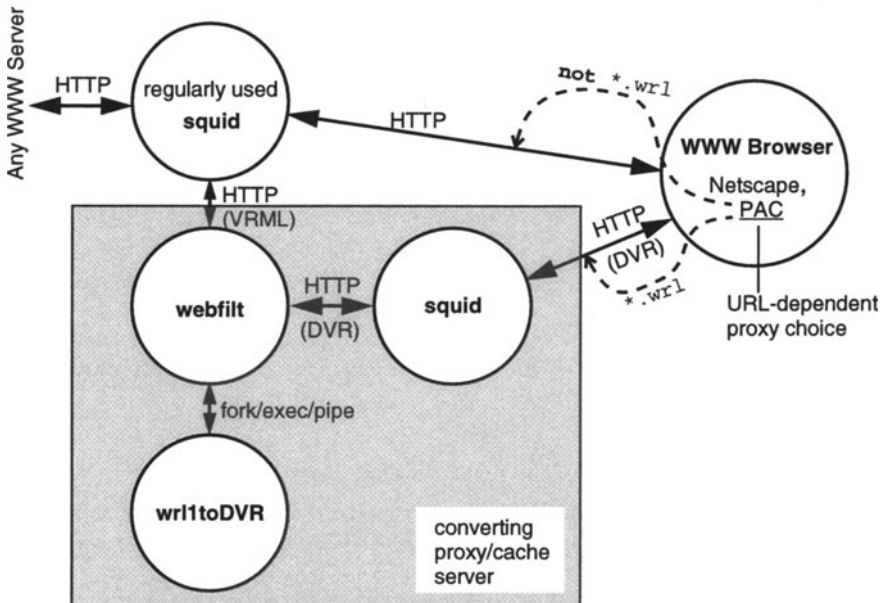 Any WWW Server
HTTP
regularly used
squid
HTTP
not *.wrl
WWW Browser
Netscape,
PAC
URL-dependent
proxy choice
HTTP
(VRML)
HTTP
(DVR)
*.wrl
webfilt
HTTP
(DVR)
squid
fork/exec/pipe
wrl1toDVR
converting
proxy/cache
server